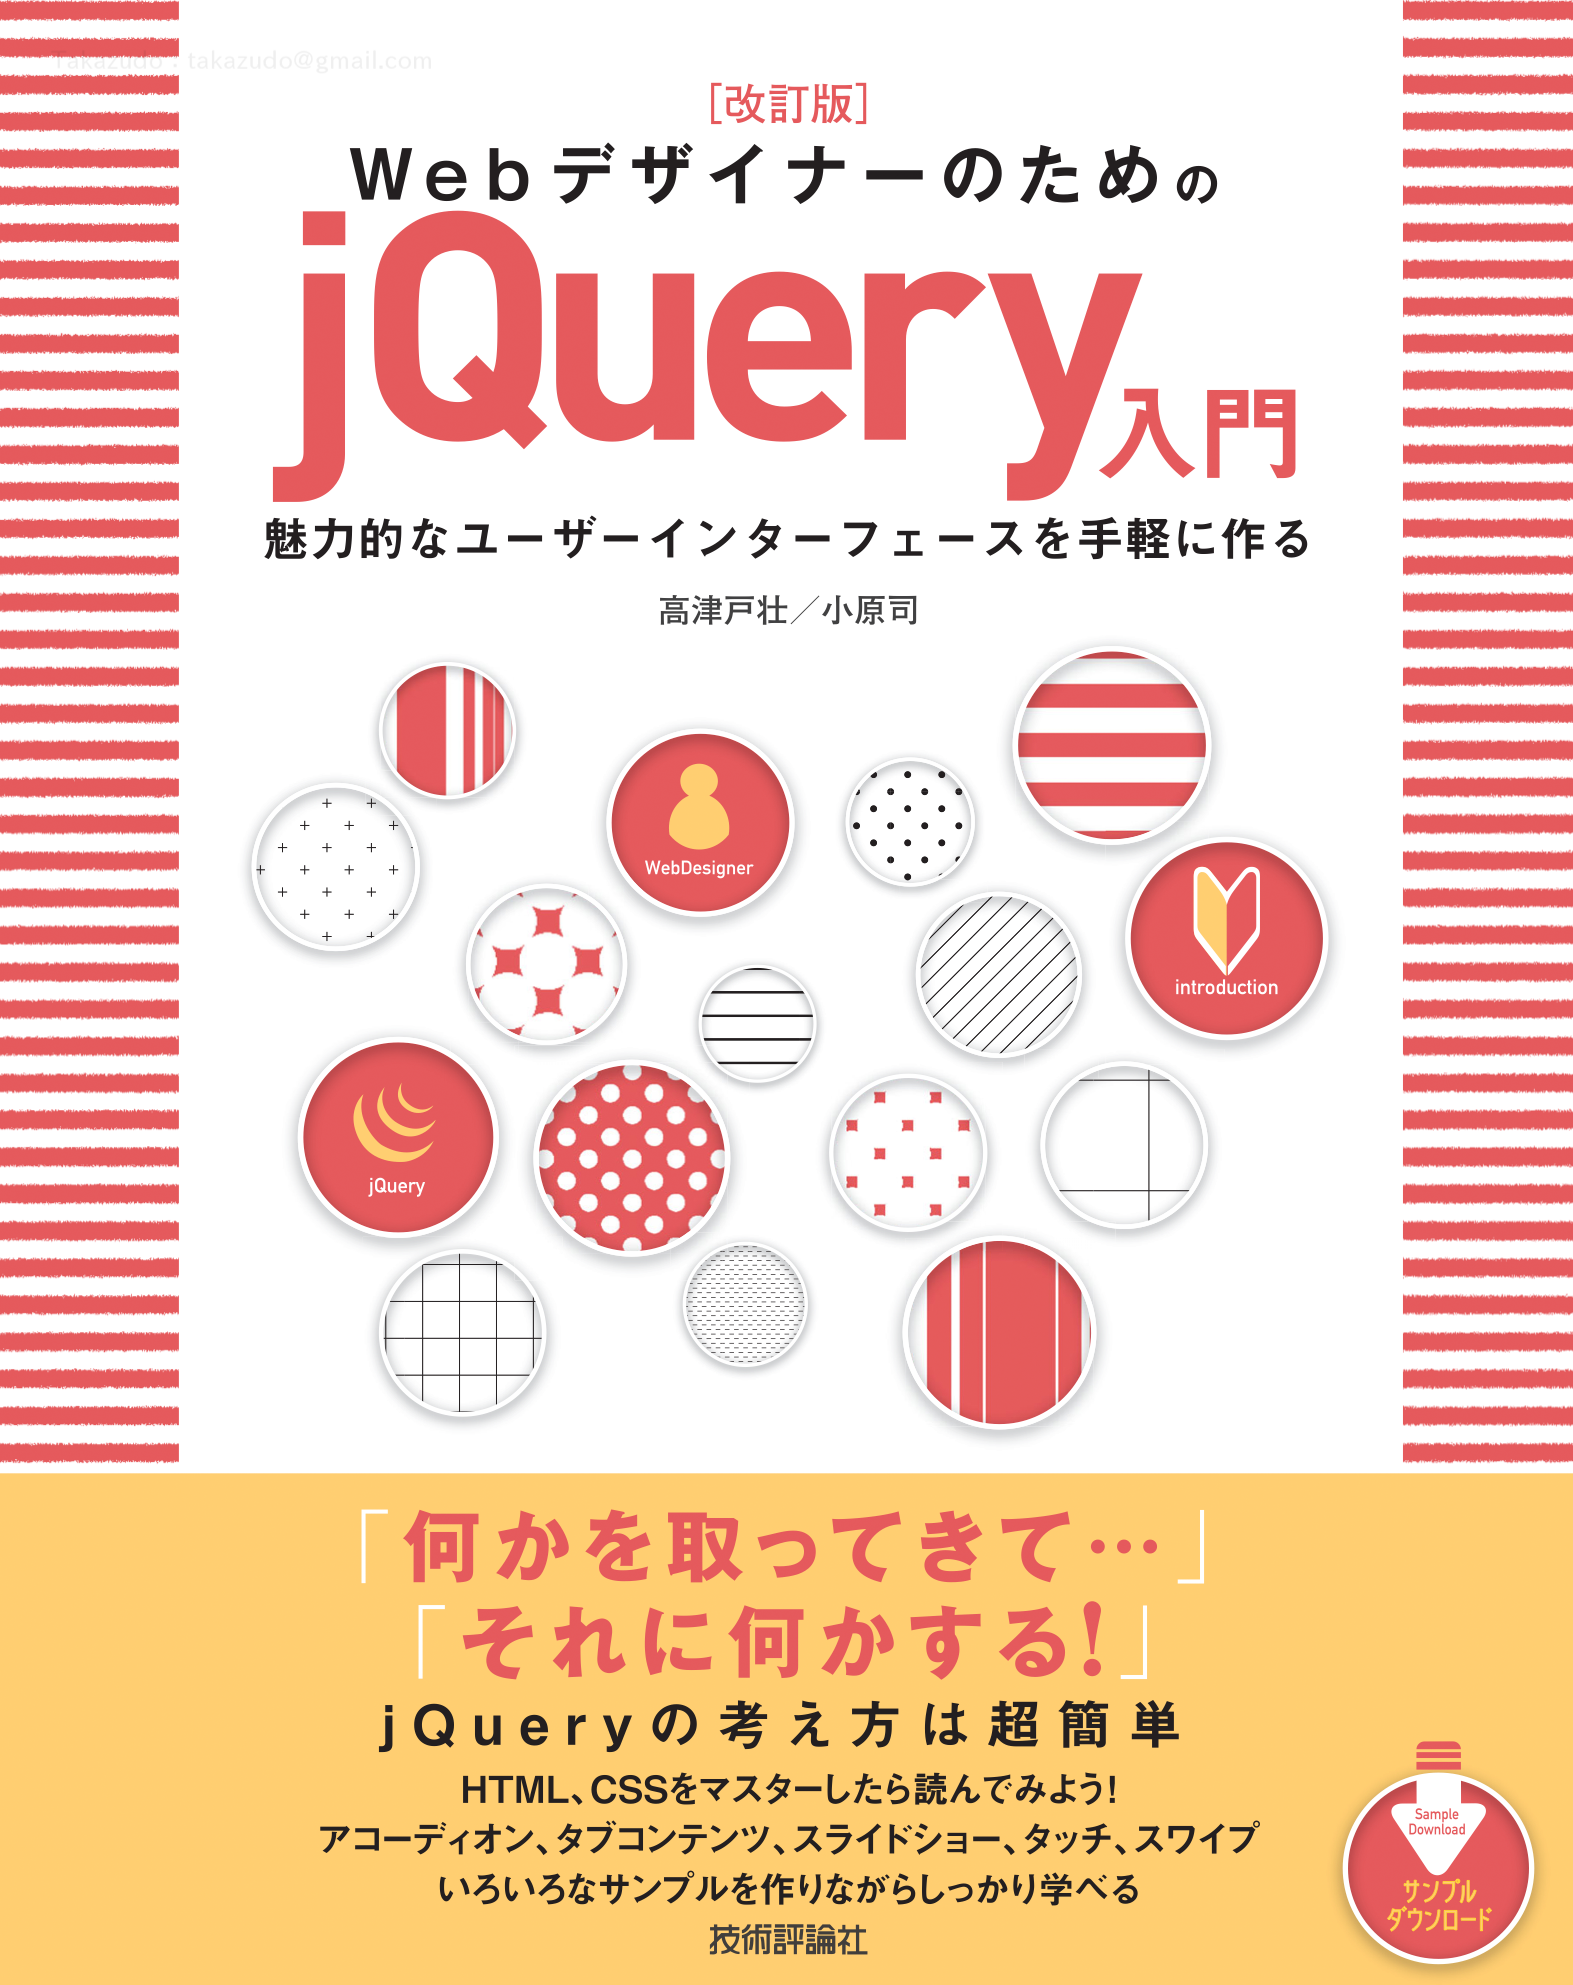 Takazudo : takazudo@gmail.com
［改訂版］
Webデザイナーのための
jQuery入門
魅力的なユーザーインターフェースを手軽に作る
高津戸壮／小原司
WebDesigner
introduction
jQuery
「何かを取ってきて…」
「それに何かする!」
jQueryの考え方は超簡単
HTML、CSSをマスターしたら読んでみよう!
アコーディオン、タブコンテンツ、スライドショー、タッチ、スワイプ
いろいろなサンプルを作りながらしっかり学べる
技術評論社
Sample
Download
サンプル
ダウンロード